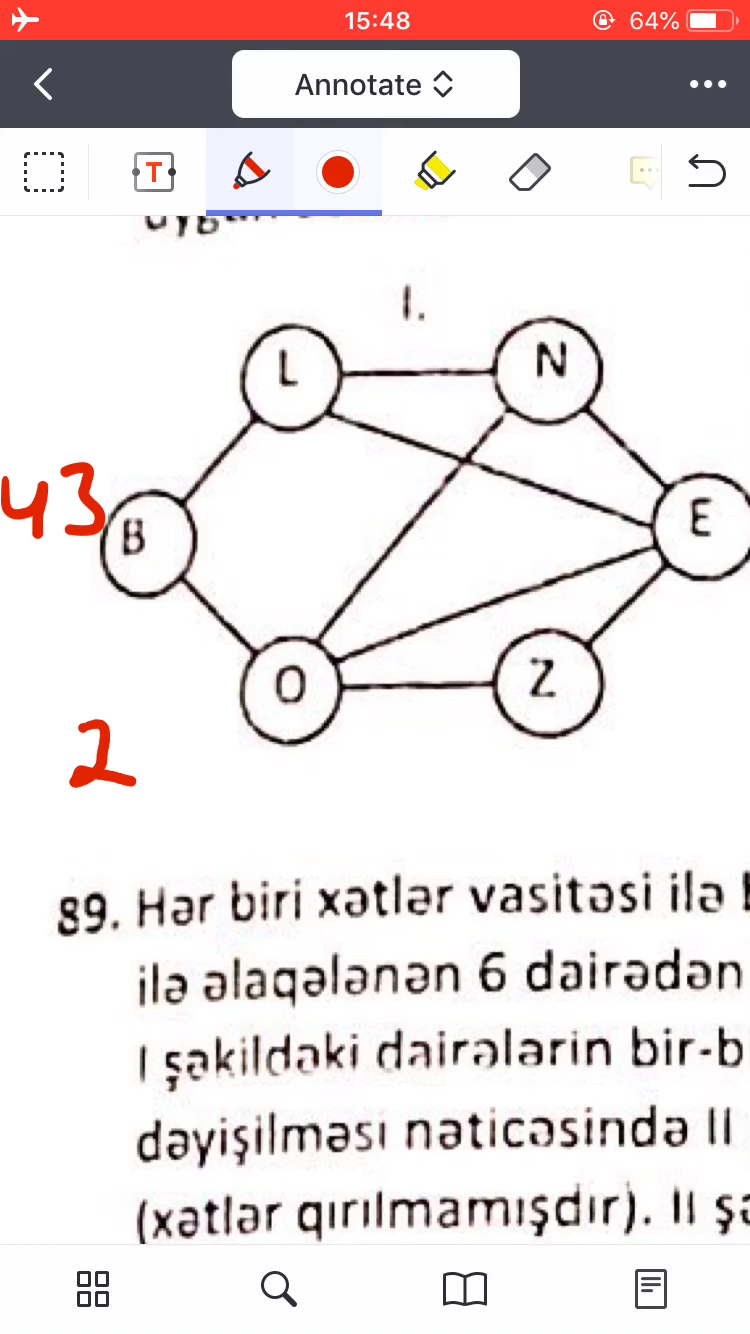 15:48
64%
Annotate
T
I.
L
N
43
B
E
O
Z
2
89. Hər biri xətlər vasitəsi ilə
ilə əlaqələnən 6 dairədən
I şəkildəki dairələrin bir-b
dəyişilməsi nəticəsində II
(xətlər qırılmamışdır). II şə